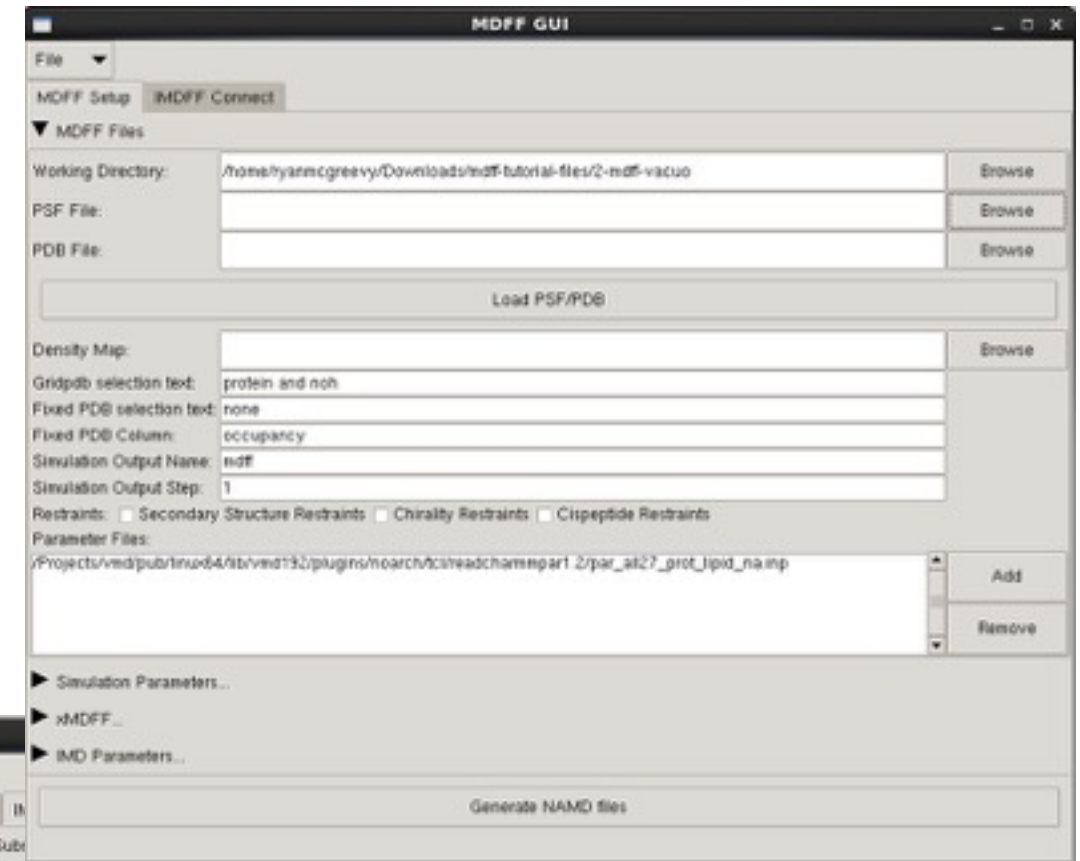 MDFF GUI
File
MDFF Setup IMDFF Connect
MDFF Files
Working Directory: /home/ryanmcgreevy/Downloads/mdff-tutorial-files/2-mdff-vacuo Browse
PSF File: Browse
PDB File: Browse
Load PSF/PDB
Density Map: Browse
Gridpdb selection text: protein and noh
Fixed PDB selection text: none
Fixed PDB Column: occupancy
Simulation Output Name: mdff
Simulation Output Step: 1
Restraints: Secondary Structure Restraints Chirality Restraints Cispeptide Restraints
Parameter Files:
/Projects/vmd/pub/linux64/lib/vmd192/plugins/noarch/tcl/readcharmmpar1.2/par_all27_prot_lipid_na.inp Add
Remove
Simulation Parameters...
xMDFF...
IMD Parameters...
Generate NAMD files